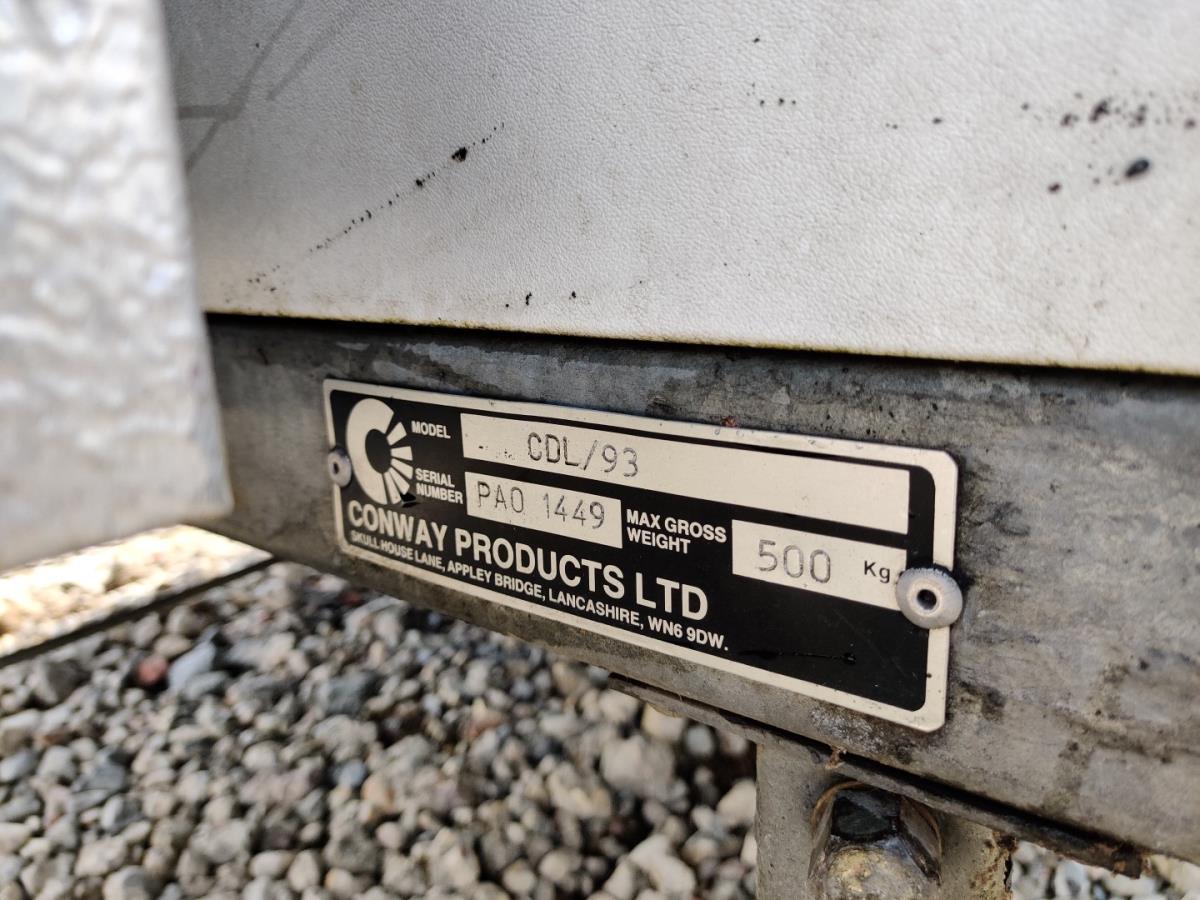 MODEL CDL/93
SERIAL NUMBER PAO 1449
MAX GROSS WEIGHT 500 Kg.
CONWAY PRODUCTS LTD
SKULL HOUSE LANE, APPLEY BRIDGE, LANCASHIRE, WN6 9DW.